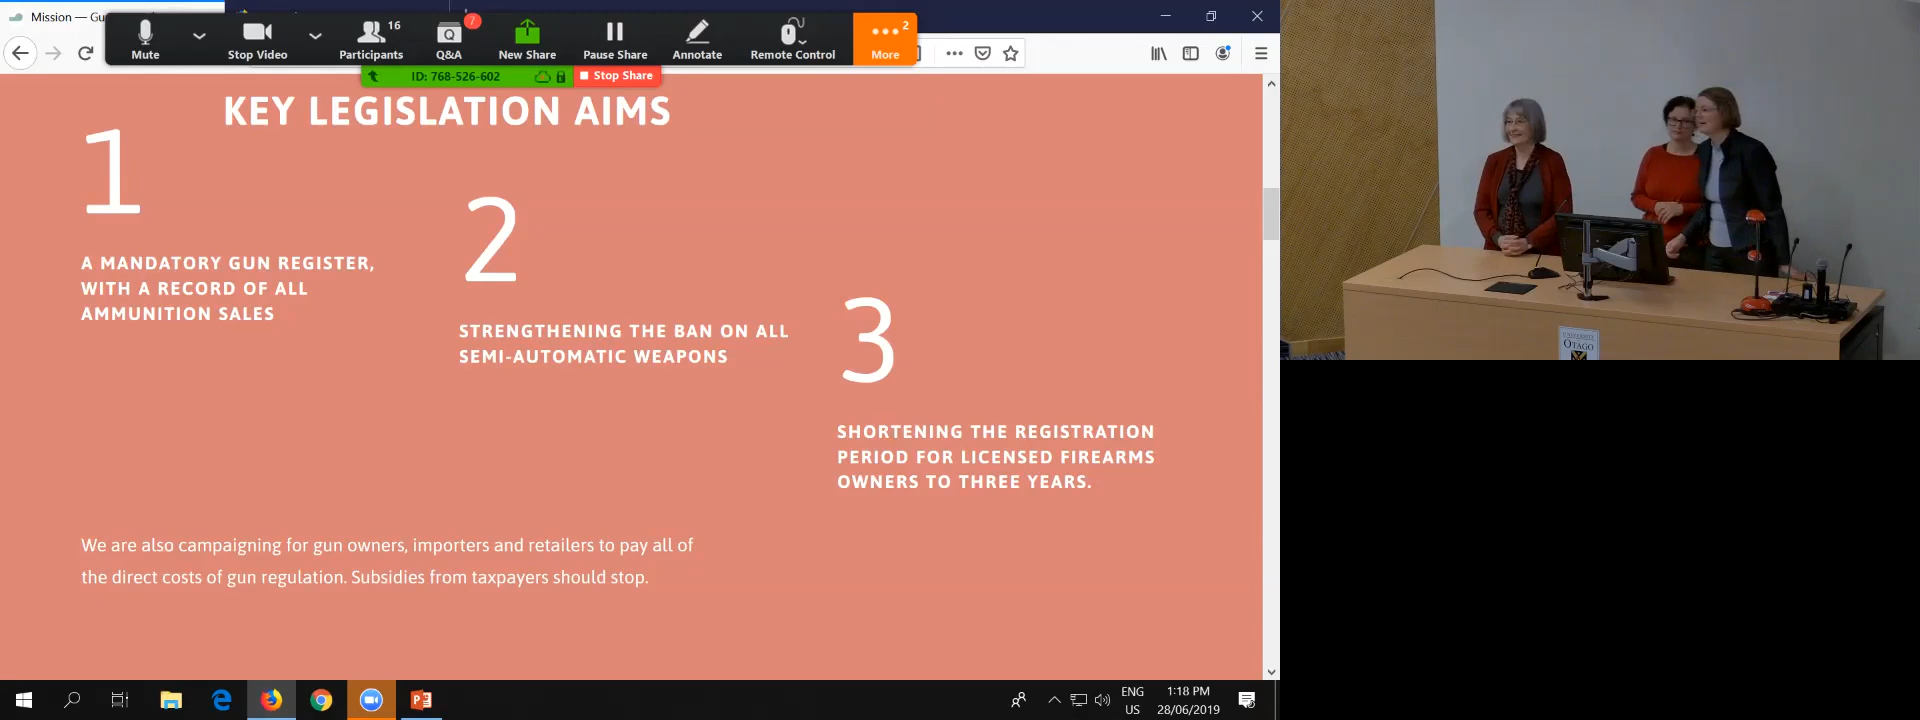 Mission — Gu
Mute
Stop Video
16
Participants
7
Q&A
New Share
Pause Share
Annotate
Remote Control
2
More
ID: 768-526-602
Stop Share
KEY LEGISLATION AIMS
1
A MANDATORY GUN REGISTER,
WITH A RECORD OF ALL
AMMUNITION SALES
2
STRENGTHENING THE BAN ON ALL
SEMI-AUTOMATIC WEAPONS
3
SHORTENING THE REGISTRATION
PERIOD FOR LICENSED FIREARMS
OWNERS TO THREE YEARS.
We are also campaigning for gun owners, importers and retailers to pay all of
the direct costs of gun regulation. Subsidies from taxpayers should stop.
UNIVERSITY
OTAGO
ENG
US
1:18 PM
28/06/2019